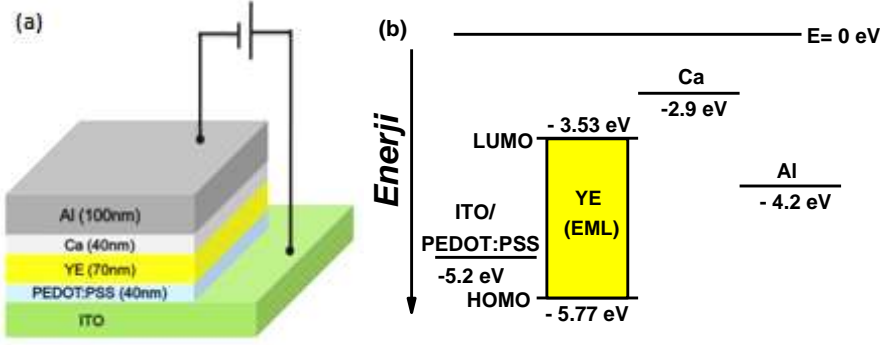 (a)
Al (100nm)
Ca (40nm)
YE (70nm)
PEDOT:PSS (40nm)
ITO
(b)
E= 0 eV
Enerji
Ca
-2.9 eV
- 3.53 eV
LUMO
Al
- 4.2 eV
YE
(EML)
ITO/
PEDOT:PSS
-5.2 eV
HOMO
- 5.77 eV